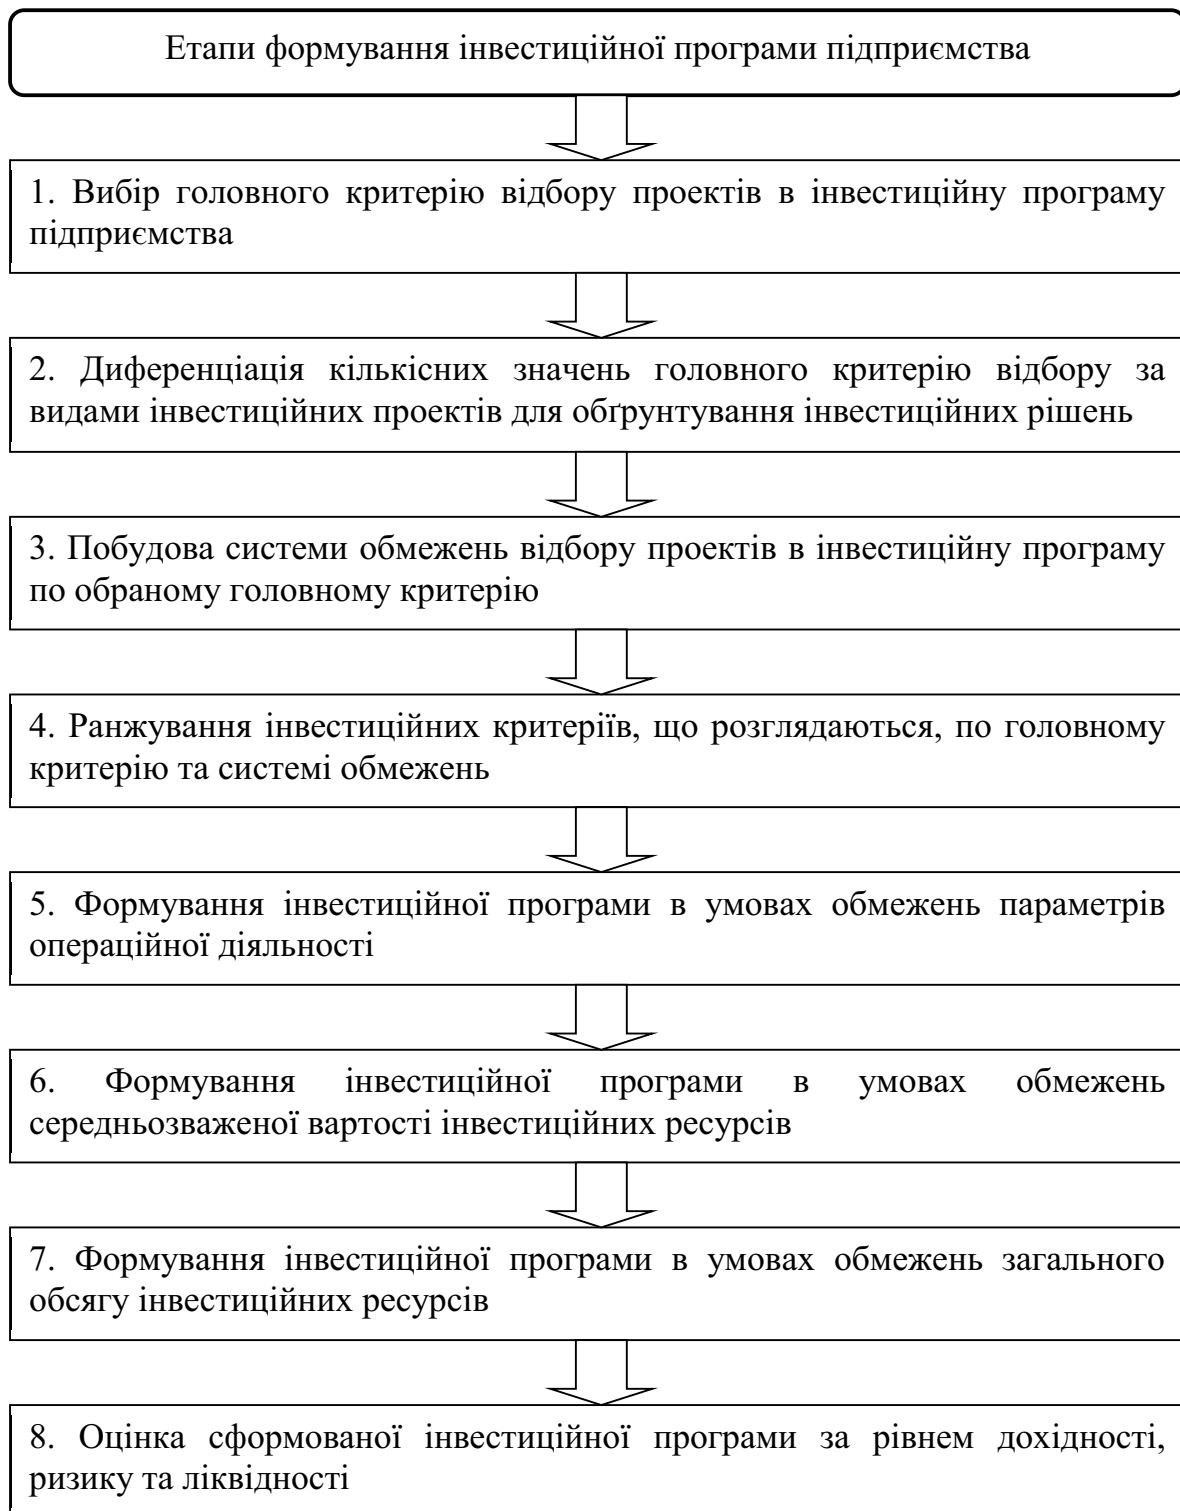 Етапи формування інвестиційної програми підприємства
1. Вибір головного критерію відбору проектів в інвестиційну програму
підприємства
2. Диференціація кількісних значень головного критерію відбору за
видами інвестиційних проектів для обґрунтування інвестиційних рішень
3. Побудова системи обмежень відбору проектів в інвестиційну програму
по обраному головному критерію
4. Ранжування інвестиційних критеріїв, що розглядаються, по головному
критерію та системі обмежень
5. Формування інвестиційної програми в умовах обмежень параметрів
операційної діяльності
6. Формування інвестиційної програми в умовах обмежень
середньозваженої вартості інвестиційних ресурсів
7. Формування інвестиційної програми в умовах обмежень загального
обсягу інвестиційних ресурсів
8. Оцінка сформованої інвестиційної програми за рівнем дохідності,
ризику та ліквідності